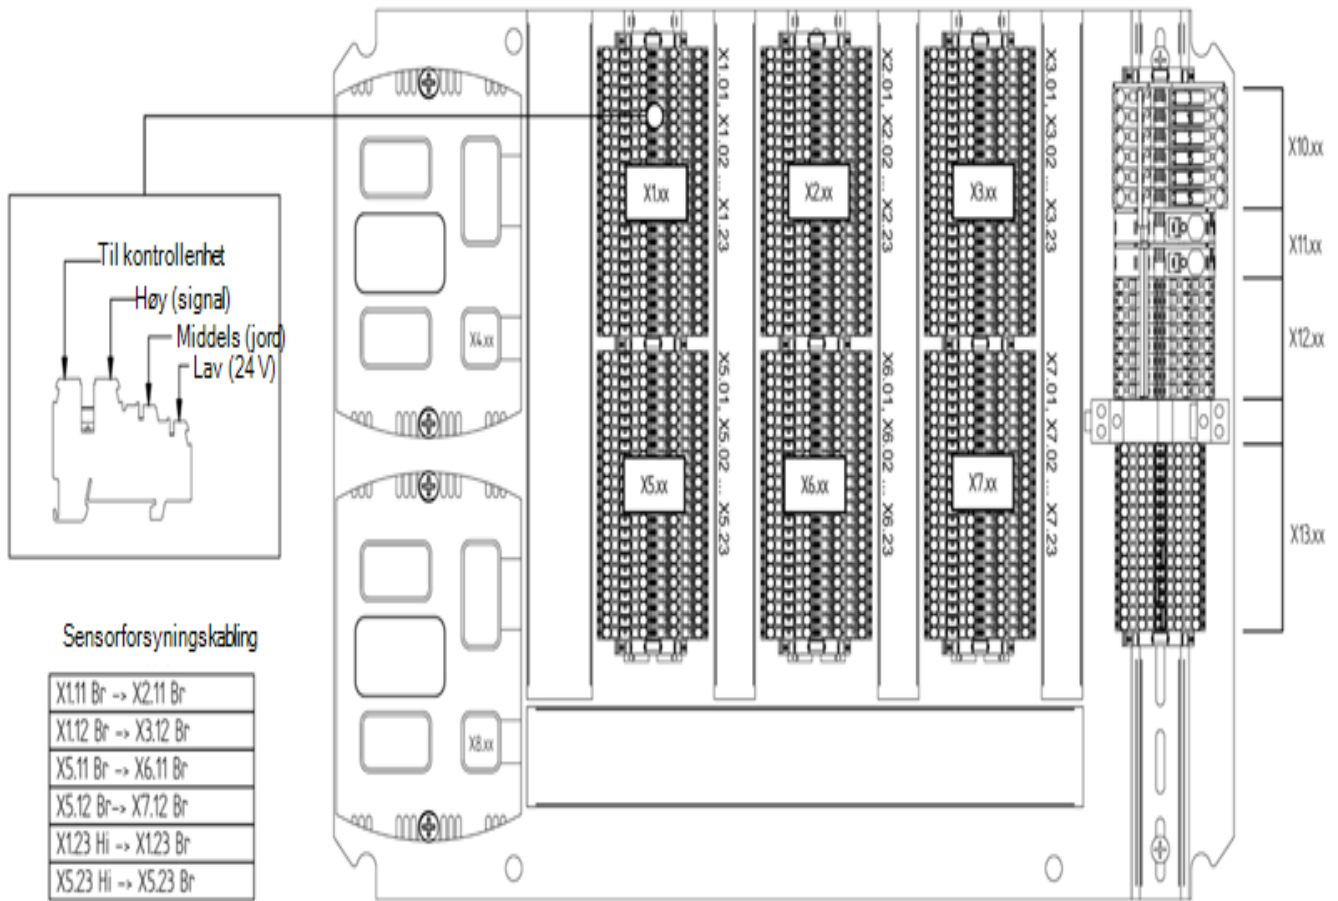 Til kontrollenhet
Høy (signal)
Middels (jord)
Lav (24 V)
X1.xx
X2.xx
X3.xx
X4.xx
X5.xx
X6.xx
X7.xx
X8.xx
X1.01, X1.02 ... X1.23
X2.01, X2.02 ... X2.23
X3.01, X3.02 ... X3.23
X5.01, X5.02 ... X5.23
X6.01, X6.02 ... X6.23
X7.01, X7.02 ... X7.23
X10.xx
X11.xx
X12.xx
X13.xx
Sensorforsyningskabling
X1.11 Br -> X2.11 Br
X1.12 Br -> X3.12 Br
X5.11 Br -> X6.11 Br
X5.12 Br-> X7.12 Br
X1.23 Hi -> X1.23 Br
X5.23 Hi -> X5.23 Br